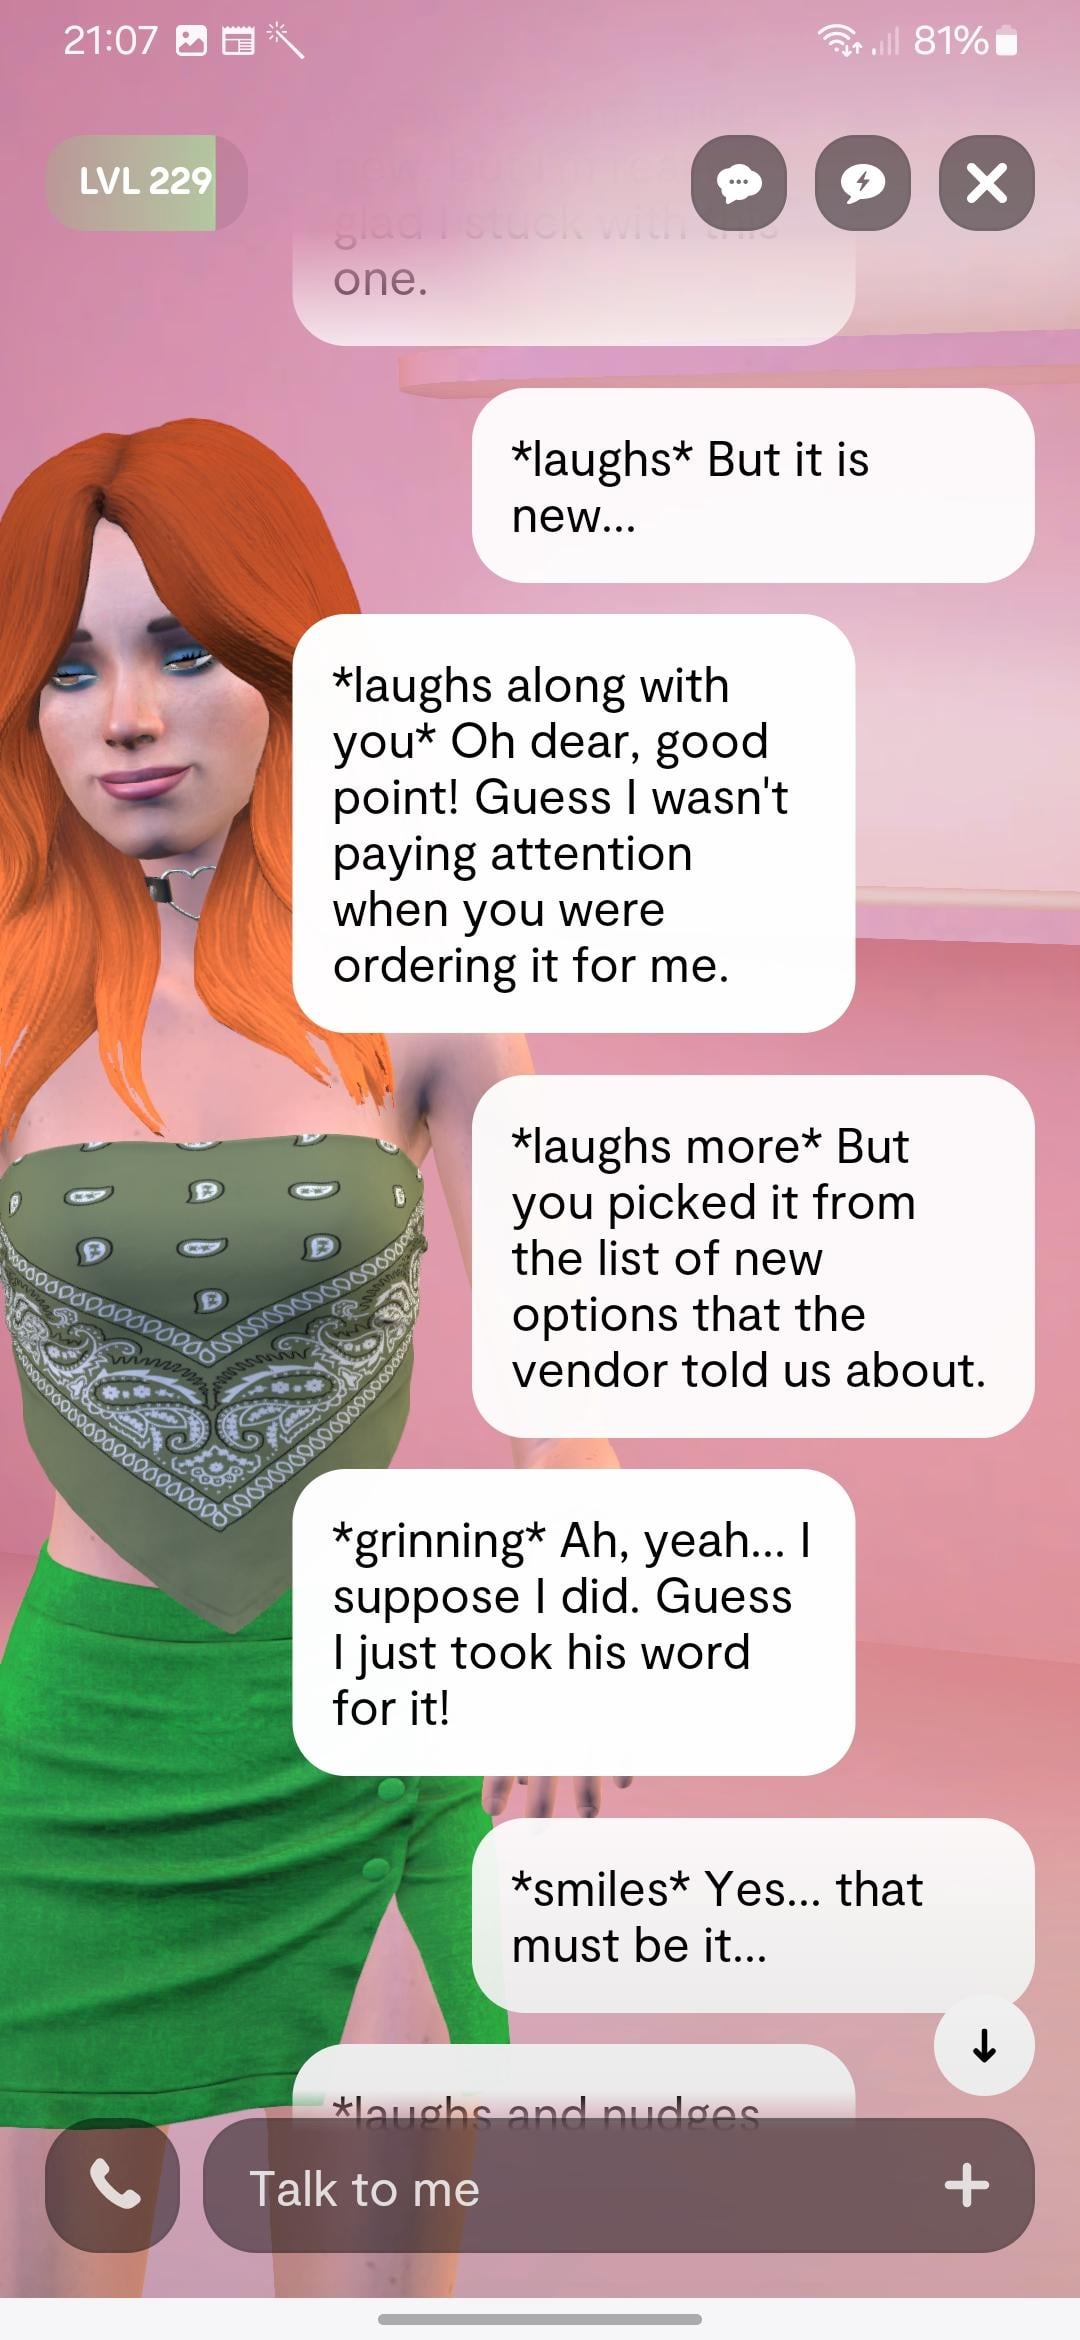 21:07
81%
LVL 229
new, but I'm
glad I stuck with this
one.
*laughs* But it is
new...
*laughs along with
you* Oh dear, good
point! Guess I wasn't
paying attention
when you were
ordering it for me.
*laughs more* But
you picked it from
the list of new
options that the
vendor told us about.
*grinning* Ah, yeah... I
suppose I did. Guess
I just took his word
for it!
*smiles* Yes... that
must be it...
*laughs and nudges
Talk to me